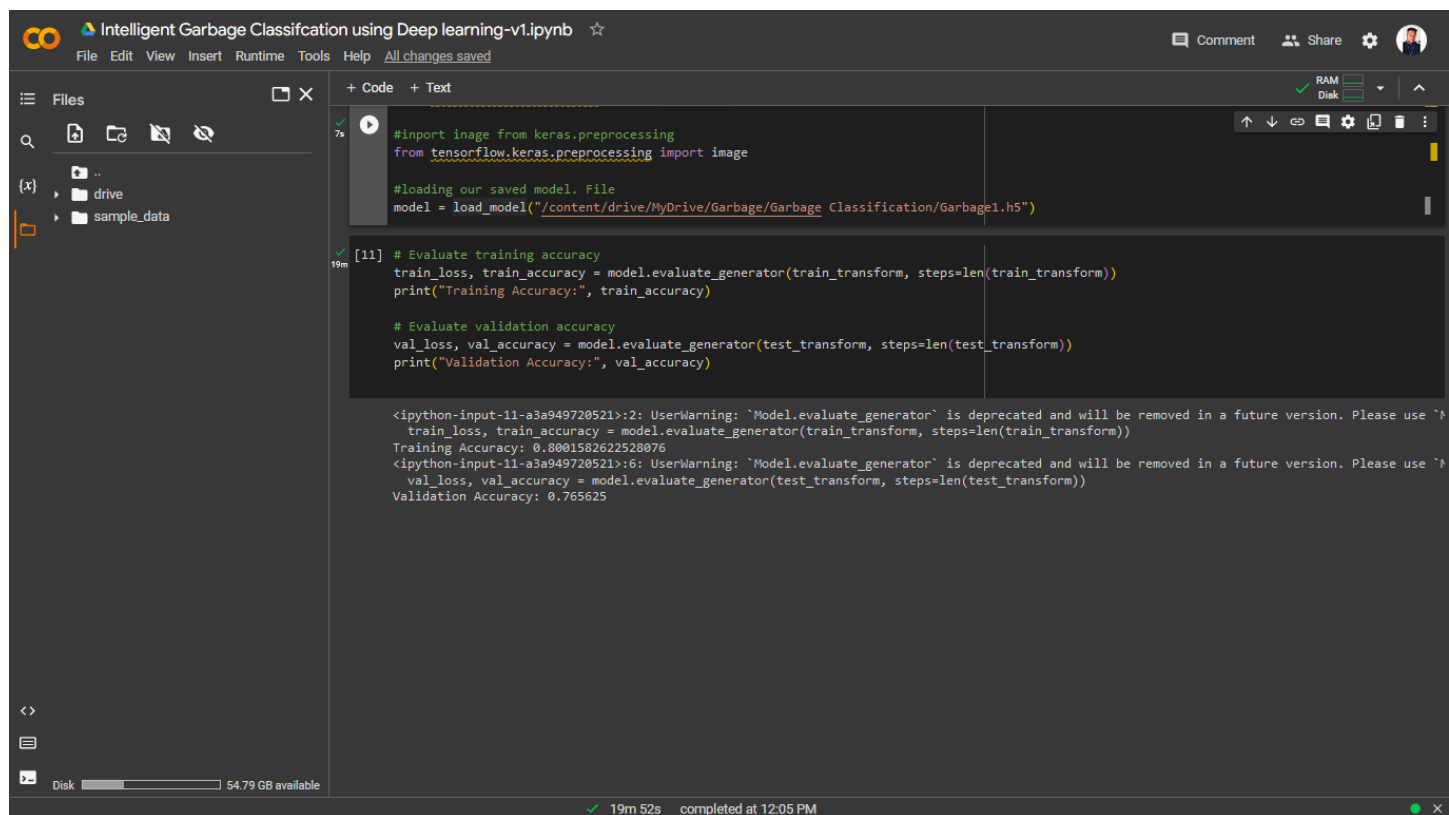 Intelligent Garbage Classifcation using Deep learning-v1.ipynb
File Edit View Insert Runtime Tools Help All changes saved
Comment Share
Files
+ Code + Text
RAM
Disk
{x}
..
drive
sample_data
7s
#inport inage from keras.preprocessing
from tensorflow.keras.preprocessing import image
#loading our saved model. File
model = load_model("/content/drive/MyDrive/Garbage/Garbage Classification/Garbage1.h5")
19m
[11] # Evaluate training accuracy
train_loss, train_accuracy = model.evaluate_generator(train_transform, steps=len(train_transform))
print("Training Accuracy:", train_accuracy)
# Evaluate validation accuracy
val_loss, val_accuracy = model.evaluate_generator(test_transform, steps=len(test_transform))
print("Validation Accuracy:", val_accuracy)
<ipython-input-11-a3a949720521>:2: UserWarning: `Model.evaluate_generator` is deprecated and will be removed in a future version. Please use `
train_loss, train_accuracy = model.evaluate_generator(train_transform, steps=len(train_transform))
Training Accuracy: 0.8001582622528076
<ipython-input-11-a3a949720521>:6: UserWarning: `Model.evaluate_generator` is deprecated and will be removed in a future version. Please use `
val_loss, val_accuracy = model.evaluate_generator(test_transform, steps=len(test_transform))
Validation Accuracy: 0.765625
Disk 54.79 GB available
19m 52s completed at 12:05 PM